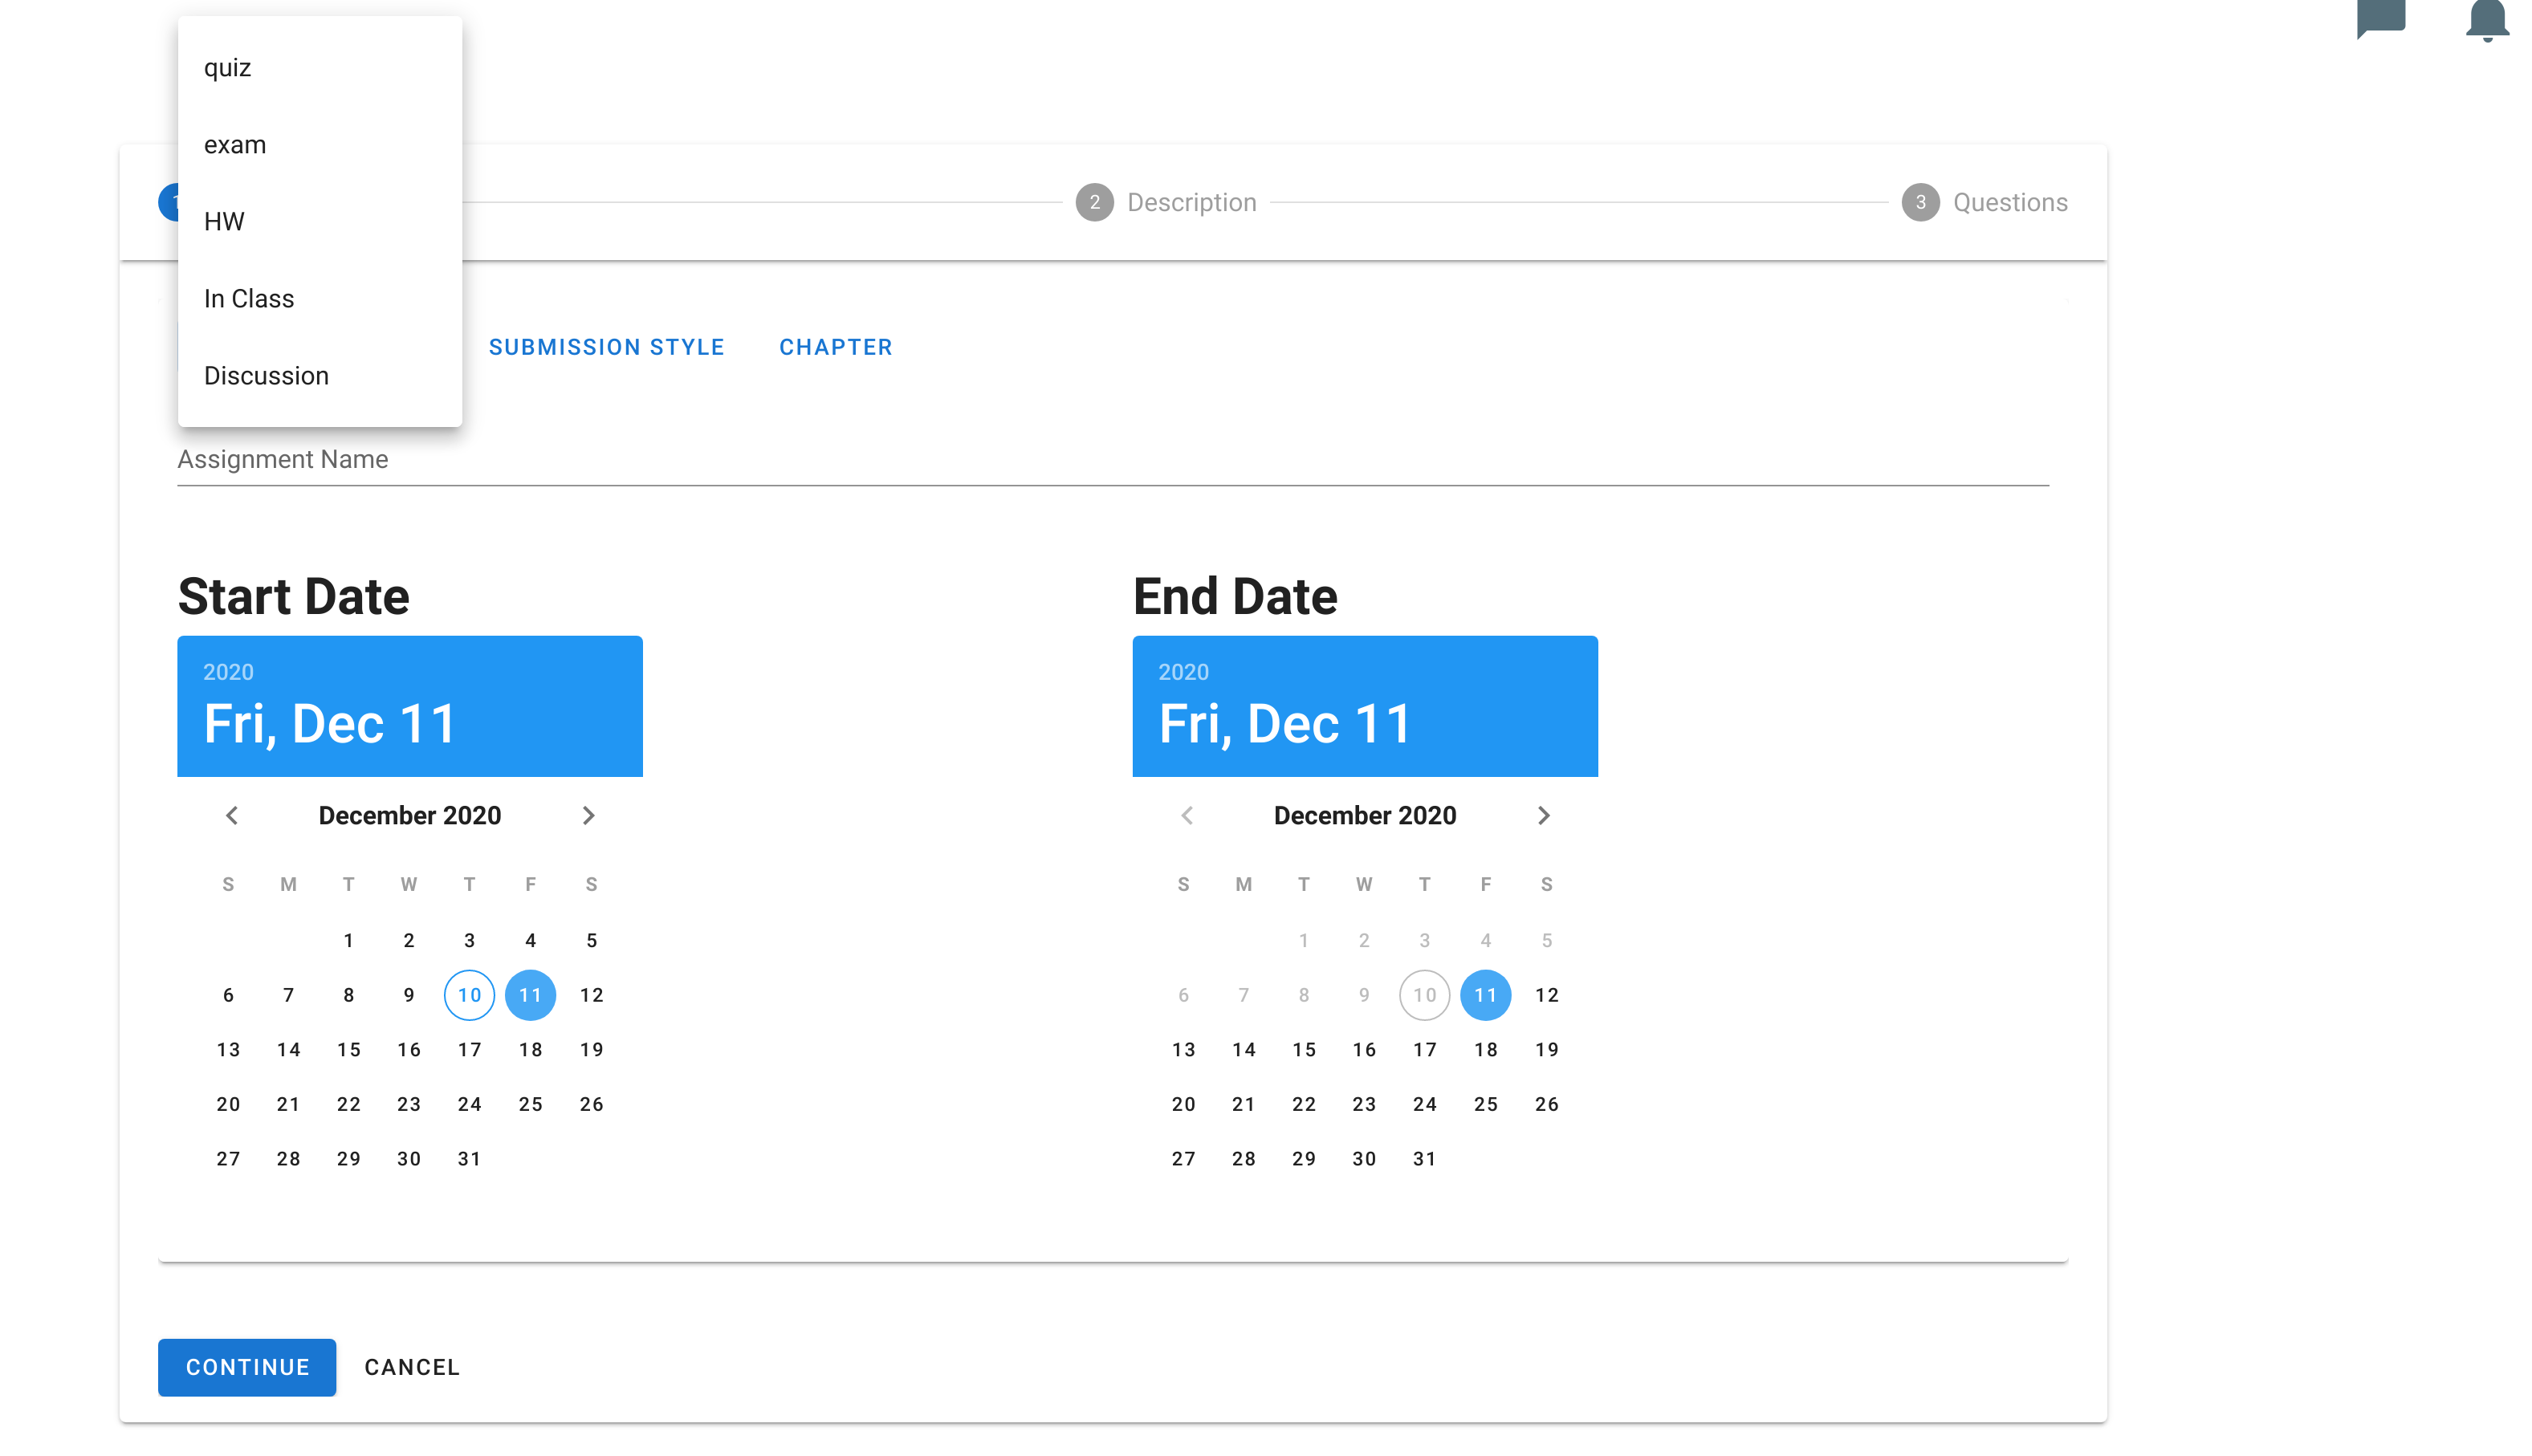 quiz
exam
HW
In Class
Discussion
1
2 Description
3 Questions
SUBMISSION STYLE CHAPTER
Assignment Name
Start Date
2020
Fri, Dec 11
December 2020
S M T W T F S
1 2 3 4 5
6 7 8 9 10 11 12
13 14 15 16 17 18 19
20 21 22 23 24 25 26
27 28 29 30 31
End Date
2020
Fri, Dec 11
December 2020
S M T W T F S
1 2 3 4 5
6 7 8 9 10 11 12
13 14 15 16 17 18 19
20 21 22 23 24 25 26
27 28 29 30 31
CONTINUE CANCEL